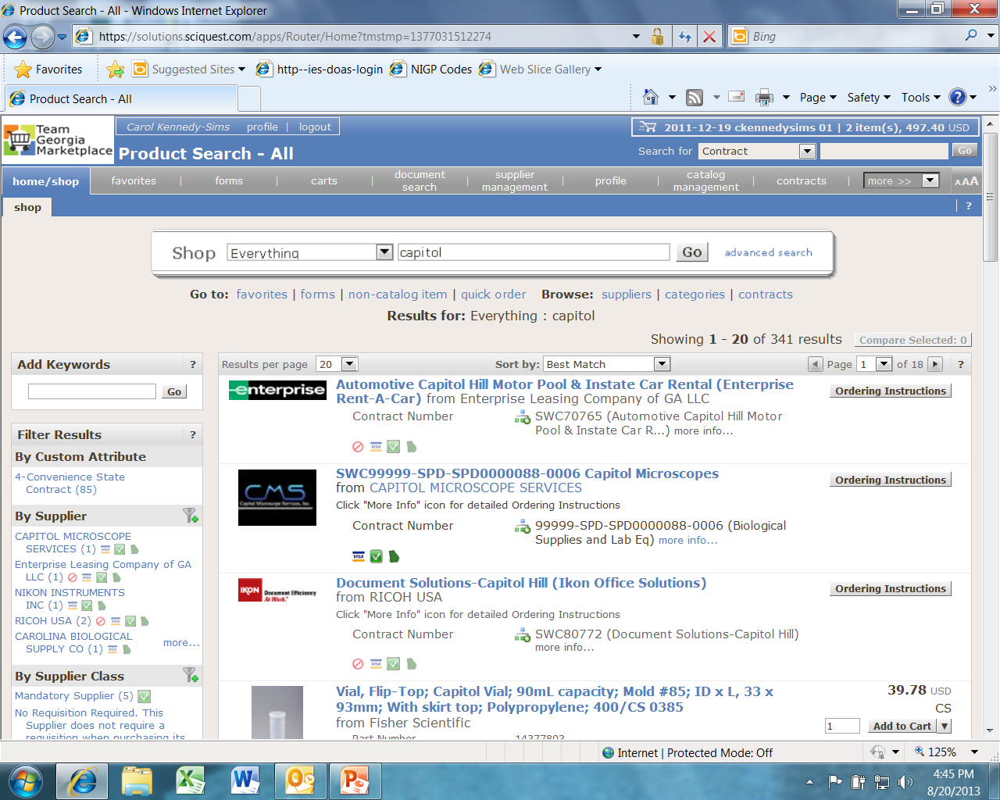 Product Search - All - Windows Internet Explorer
https://solutions.sciquest.com/apps/Router/Home?tmstmp=1377031512274
Bing
Favorites
Suggested Sites
http--ies-doas-login
NIGP Codes
Web Slice Gallery
Product Search - All
Page
Safety
Tools
Team Georgia Marketplace
Carol Kennedy-Sims profile | logout
2011-12-19 ckennedysims 01 | 2 item(s), 497.40 USD
Product Search - All
Search for Contract Go
home/shop favorites | forms | carts | document search | supplier management | profile | catalog management | contracts | more >> AAA
shop
?
Shop Everything capitol Go advanced search
Go to: favorites | forms | non-catalog item | quick order Browse: suppliers | categories | contracts
Results for: Everything : capitol
Showing 1 - 20 of 341 results Compare Selected: 0
Add Keywords ?
Go
Filter Results ?
By Custom Attribute
4-Convenience State
Contract (85)
By Supplier
CAPITOL MICROSCOPE
SERVICES (1) VISA
Enterprise Leasing Company of GA
LLC (1) VISA
NIKON INSTRUMENTS
INC (1) VISA
RICOH USA (2) VISA
CAROLINA BIOLOGICAL
SUPPLY CO (1) VISA
more...
By Supplier Class
Mandatory Supplier (5)
No Requisition Required. This
Supplier does not require a
requisition when purchasing its
Results per page 20 Sort by: Best Match Page 1 of 18 ?
enterprise
Automotive Capitol Hill Motor Pool & Instate Car Rental (Enterprise
Rent-A-Car) from Enterprise Leasing Company of GA LLC
Ordering Instructions
Contract Number SWC70765 (Automotive Capitol Hill Motor
Pool & Instate Car R...) more info...
VISA
CMS
Capitol Microscope Services, Inc.
SWC99999-SPD-SPD0000088-0006 Capitol Microscopes
from CAPITOL MICROSCOPE SERVICES
Ordering Instructions
Click "More Info" icon for detailed Ordering Instructions
Contract Number 99999-SPD-SPD0000088-0006 (Biological
Supplies and Lab Eq) more info...
VISA
IKON Document Efficiency
At Work.
Document Solutions-Capitol Hill (Ikon Office Solutions)
from RICOH USA
Ordering Instructions
Click "More Info" icon for detailed Ordering Instructions
Contract Number SWC80772 (Document Solutions-Capitol Hill)
more info...
VISA
Vial, Flip-Top; Capitol Vial; 90mL capacity; Mold #85; ID x L, 33 x
93mm; With skirt top; Polypropylene; 400/CS 0385
from Fisher Scientific
Part Number 14377803
39.78 USD
CS
1 Add to Cart
Internet | Protected Mode: Off
125%
4:45 PM
8/20/2013